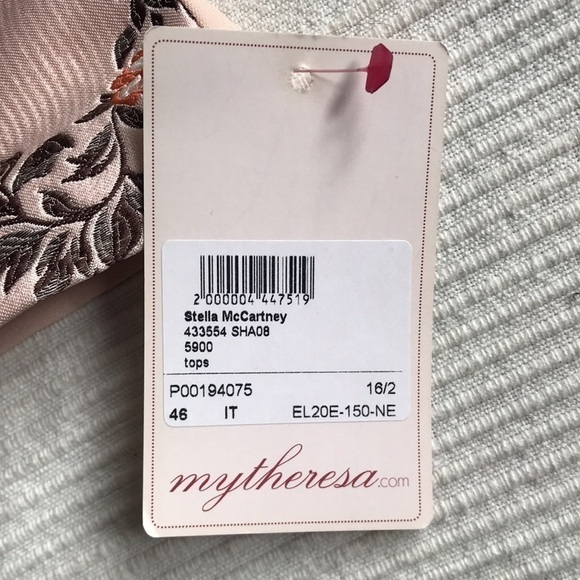 2 000004 447519
Stella McCartney
433554 SHA08
5900
tops
P00194075 16/2
46 IT EL20E-150-NE
mytheresa.com